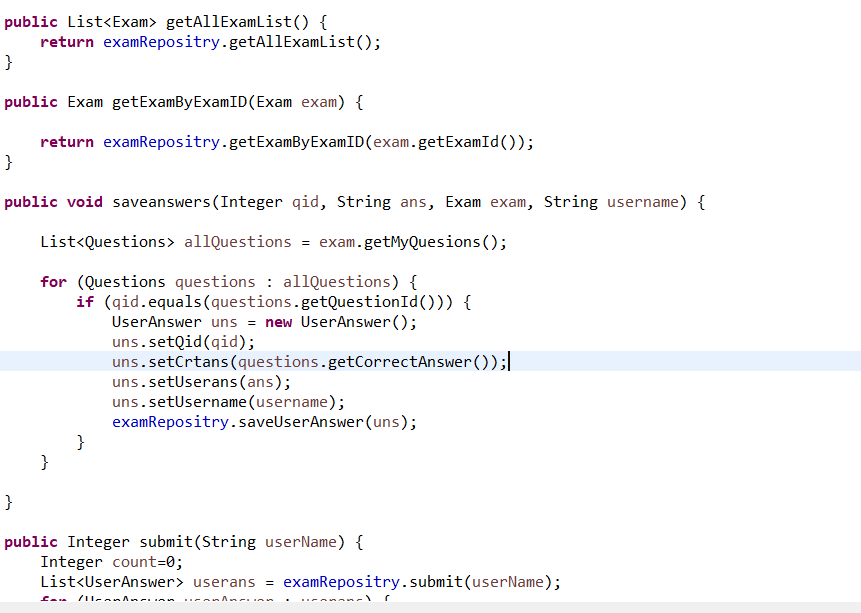 public List<Exam> getAllExamList() {
return examRepositry.getAllExamList();
}
public Exam getExamByExamID(Exam exam) {
return examRepositry.getExamByExamID(exam.getExamId());
}
public void saveanswers(Integer qid, String ans, Exam exam, String username) {
List<Questions> allQuestions = exam.getMyQuesions();
for (Questions questions : allQuestions) {
if (qid.equals(questions.getQuestionId())) {
UserAnswer uns = new UserAnswer();
uns.setQid(qid);
uns.setCrtans(questions.getCorrectAnswer());
uns.setUserans(ans);
uns.setUsername(username);
examRepositry.saveUserAnswer(uns);
}
}
}
public Integer submit(String userName) {
Integer count=0;
List<UserAnswer> userans = examRepositry.submit(userName);
for (UserAnswer userAnswer : userans) {